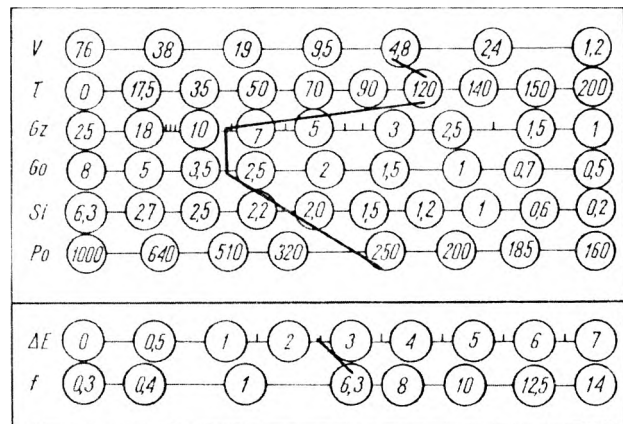 V 76 38 19 9,5 4,8 2,4 1,2
τ 0 17,5 35 50 70 90 120 140 150 200
Gz 25 18 10 7 5 3 2,5 1,5 1
Go 8 5 3,5 2,5 2 1,5 1 0,7 0,5
Si 6,3 2,7 2,5 2,2 2,0 1,5 1,2 1 0,6 0,2
Po 1000 640 510 320 250 200 185 160
ΔE 0 0,5 1 2 3 4 5 6 7
f 0,3 0,4 1 6,3 8 10 12,5 14